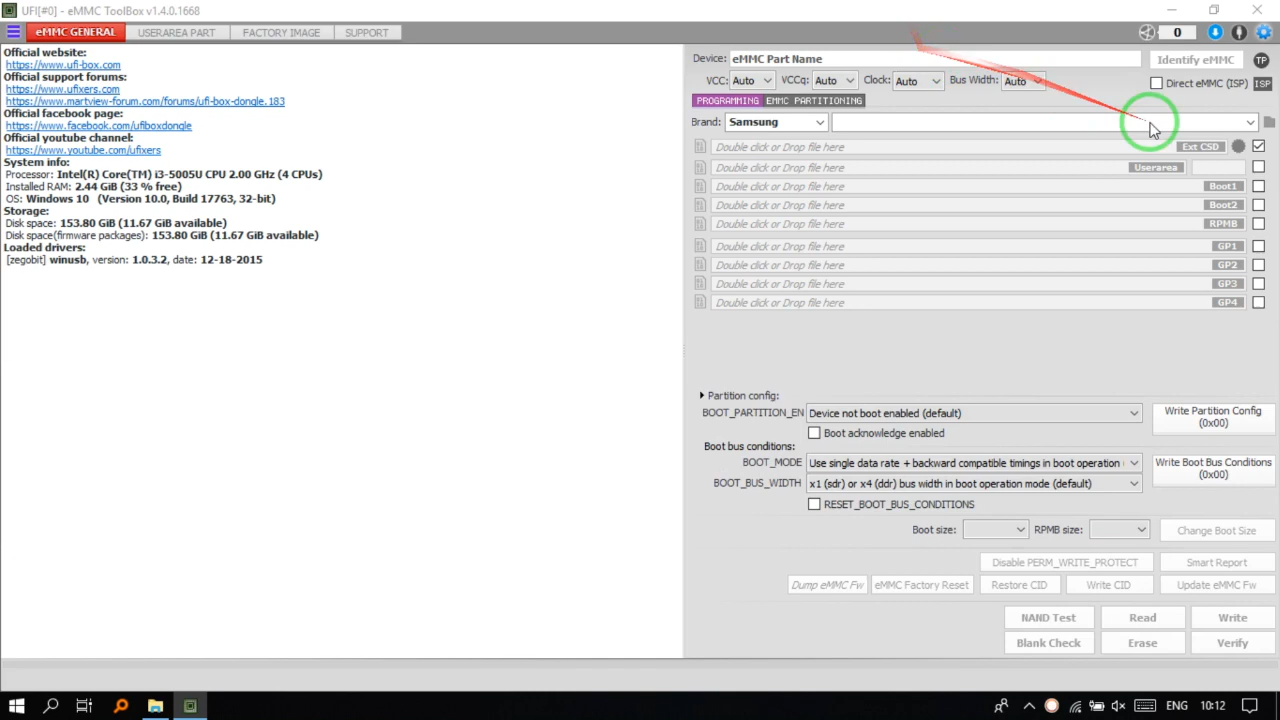 UFI[#0] - eMMC ToolBox v1.4.0.1668
eMMC GENERAL USERAREA PART FACTORY IMAGE SUPPORT 0
Official website:
https://www.ufi-box.com
Official support forums:
https://www.ufixers.com
https://www.martview-forum.com/forums/ufi-box-dongle.183
Official facebook page:
https://www.facebook.com/ufiboxdongle
Official youtube channel:
https://www.youtube.com/ufixers
System info:
Processor: Intel(R) Core(TM) i3-5005U CPU 2.00 GHz (4 CPUs)
Installed RAM: 2.44 GiB (33 % free)
OS: Windows 10 (Version 10.0, Build 17763, 32-bit)
Storage:
Disk space: 153.80 GiB (11.67 GiB available)
Disk space(firmware packages): 153.80 GiB (11.67 GiB available)
Loaded drivers:
[zegobit] winusb, version: 1.0.3.2, date: 12-18-2015
Device: eMMC Part Name Identify eMMC TP
VCC: Auto VCCq: Auto Clock: Auto Bus Width: Auto Direct eMMC (ISP) ISP
PROGRAMMING EMMC PARTITIONING
Brand: Samsung
Double click or Drop file here Ext CSD
Double click or Drop file here Userarea
Double click or Drop file here Boot1
Double click or Drop file here Boot2
Double click or Drop file here RPMB
Double click or Drop file here GP1
Double click or Drop file here GP2
Double click or Drop file here GP3
Double click or Drop file here GP4
Partition config:
BOOT_PARTITION_EN Device not boot enabled (default) Write Partition Config
(0x00)
Boot acknowledge enabled
Boot bus conditions:
BOOT_MODE Use single data rate + backward compatible timings in boot operation Write Boot Bus Conditions
(0x00)
BOOT_BUS_WIDTH x1 (sdr) or x4 (ddr) bus width in boot operation mode (default)
RESET_BOOT_BUS_CONDITIONS
Boot size: RPMB size: Change Boot Size
Disable PERM_WRITE_PROTECT Smart Report
Dump eMMC Fw eMMC Factory Reset Restore CID Write CID Update eMMC Fw
NAND Test Read Write
Blank Check Erase Verify
ENG 10:12